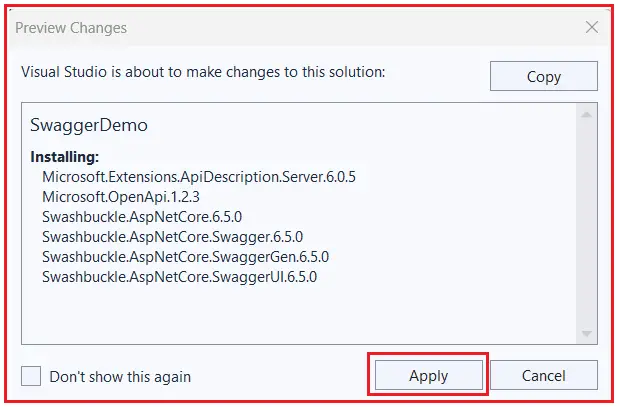 Preview Changes
Visual Studio is about to make changes to this solution:
Copy
SwaggerDemo
Installing:
Microsoft.Extensions.ApiDescription.Server.6.0.5
Microsoft.OpenApi.1.2.3
Swashbuckle.AspNetCore.6.5.0
Swashbuckle.AspNetCore.Swagger.6.5.0
Swashbuckle.AspNetCore.SwaggerGen.6.5.0
Swashbuckle.AspNetCore.SwaggerUI.6.5.0
Don't show this again
Apply
Cancel